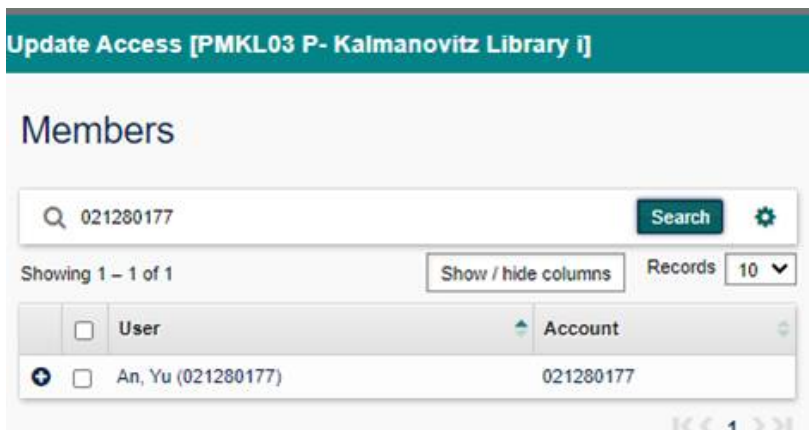 Update Access [PMKL03 P- Kalmanovitz Library i]
Members
021280177 Search
Showing 1 – 1 of 1 Show / hide columns Records 10
User Account
An, Yu (021280177) 021280177
1